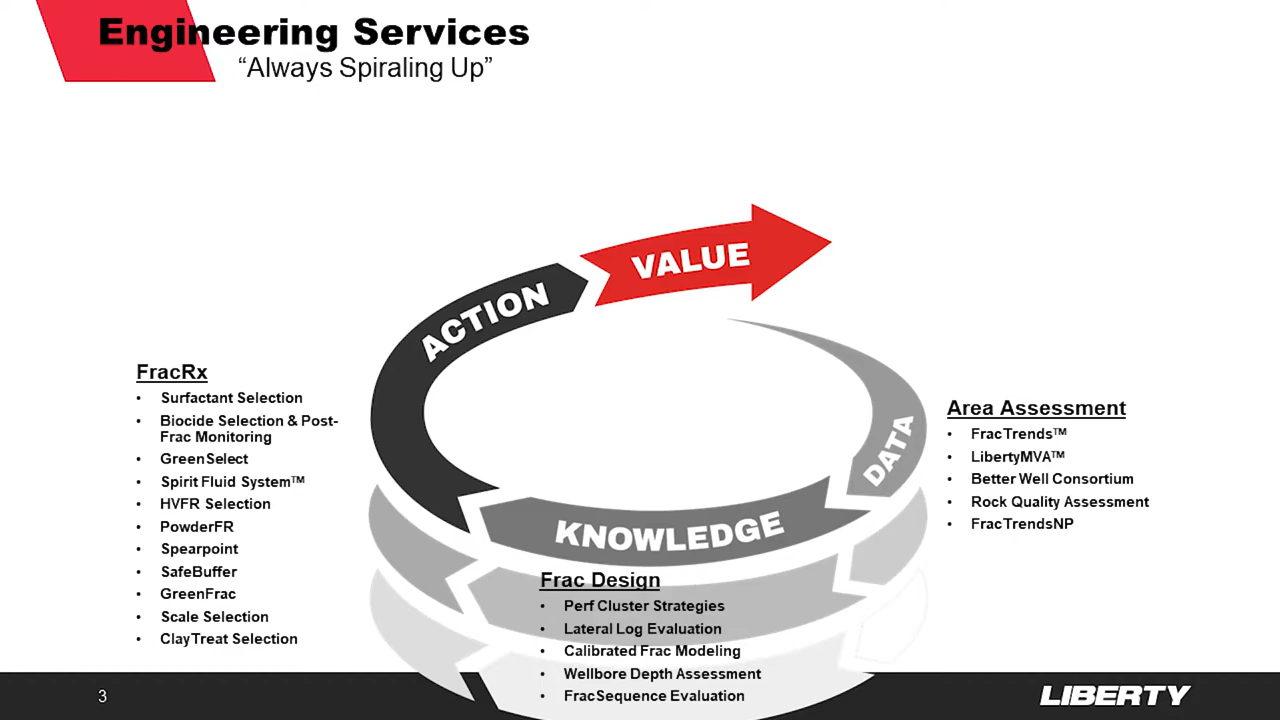 Engineering Services
“Always Spiraling Up”
VALUE
ACTION
DATA
KNOWLEDGE
FracRx
• Surfactant Selection
• Biocide Selection & Post-
Frac Monitoring
• GreenSelect
• Spirit Fluid System™
• HVFR Selection
• PowderFR
• Spearpoint
• SafeBuffer
• GreenFrac
• Scale Selection
• ClayTreat Selection
Frac Design
• Perf Cluster Strategies
• Lateral Log Evaluation
• Calibrated Frac Modeling
• Wellbore Depth Assessment
• FracSequence Evaluation
Area Assessment
• FracTrends™
• LibertyMVA™
• Better Well Consortium
• Rock Quality Assessment
• FracTrendsNP
3
LIBERTY